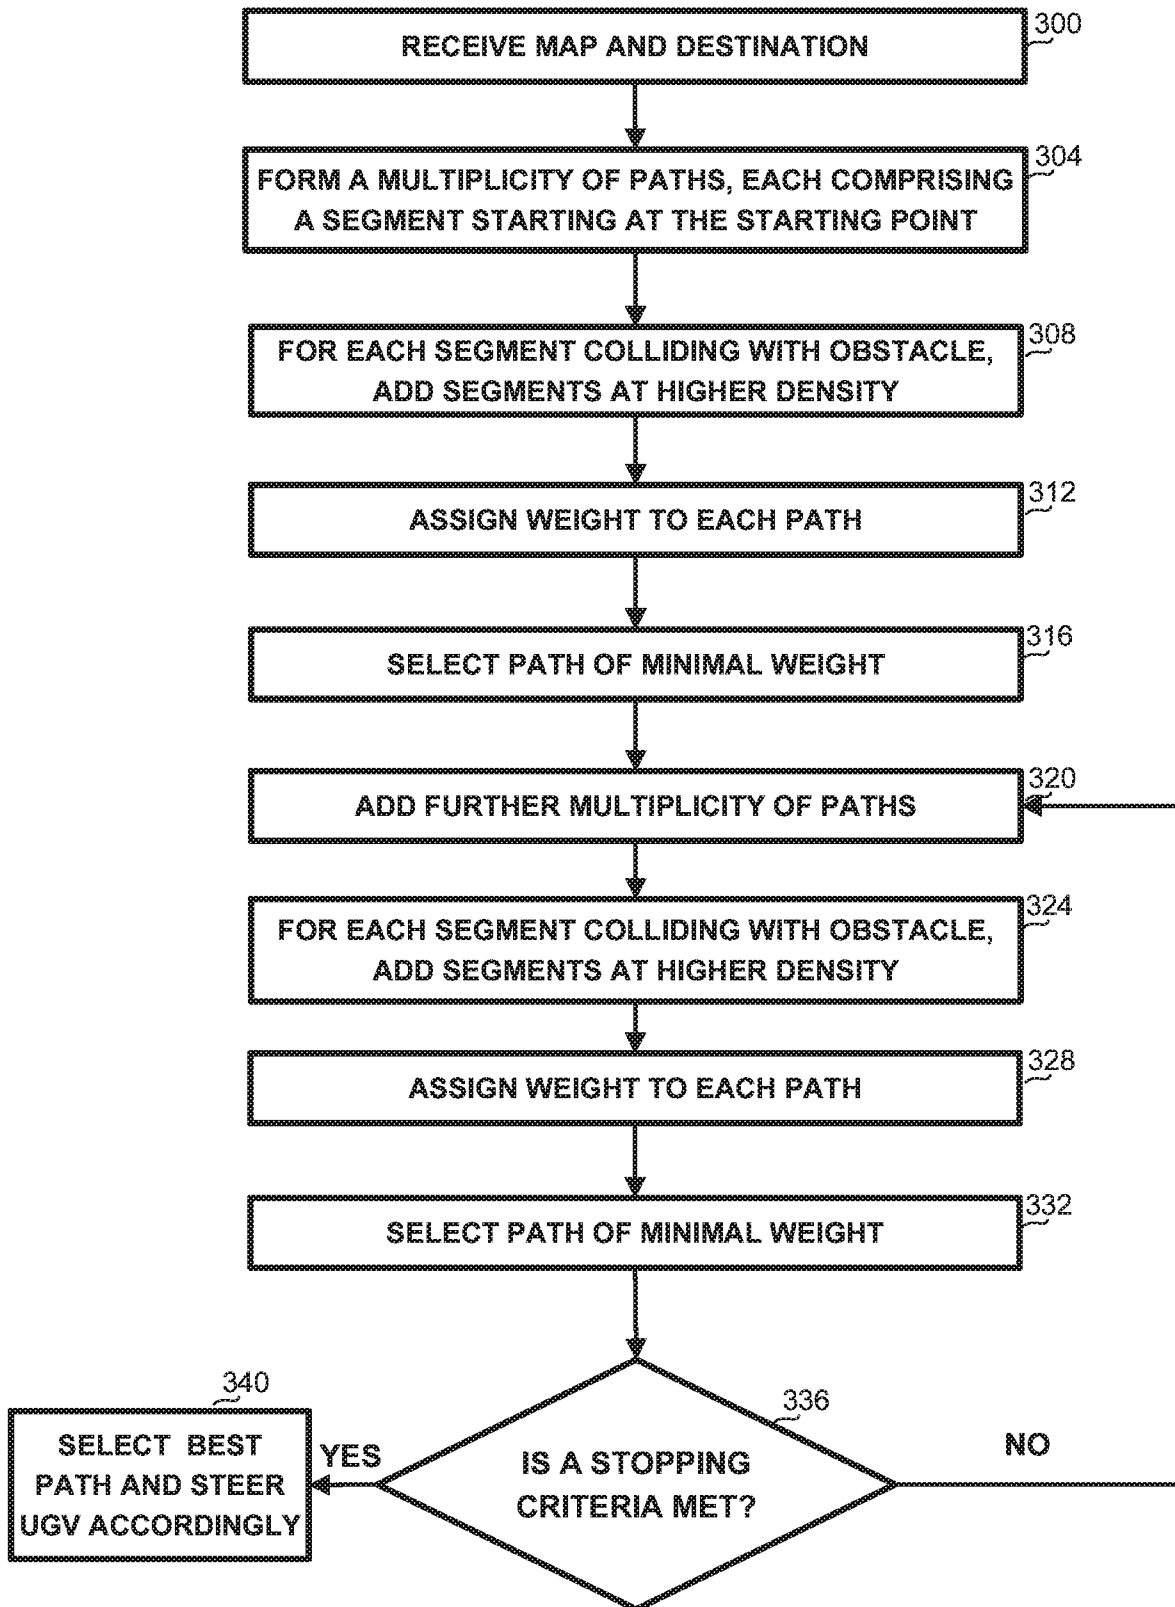 RECEIVE MAP AND DESTINATION
300
FORM A MULTIPLICITY OF PATHS, EACH COMPRISING
A SEGMENT STARTING AT THE STARTING POINT
304
FOR EACH SEGMENT COLLIDING WITH OBSTACLE,
ADD SEGMENTS AT HIGHER DENSITY
308
ASSIGN WEIGHT TO EACH PATH
312
SELECT PATH OF MINIMAL WEIGHT
316
ADD FURTHER MULTIPLICITY OF PATHS
320
FOR EACH SEGMENT COLLIDING WITH OBSTACLE,
ADD SEGMENTS AT HIGHER DENSITY
324
ASSIGN WEIGHT TO EACH PATH
328
SELECT PATH OF MINIMAL WEIGHT
332
IS A STOPPING
CRITERIA MET?
336
NO
YES
340
SELECT BEST
PATH AND STEER
UGV ACCORDINGLY